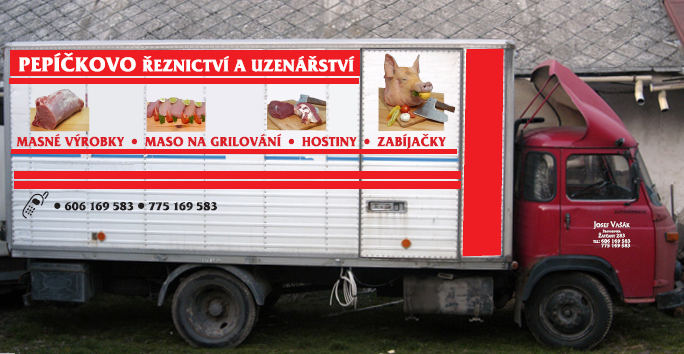 PEPÍČKOVO ŘEZNICTVÍ A UZENÁŘSTVÍ
MASNÉ VÝROBKY • MASO NA GRILOVÁNÍ • HOSTINY • ZABÍJAČKY
• 606 169 583 • 775 169 583
JOSEF VAŠÁK
283
TEL: 606 169 583
775 169 583